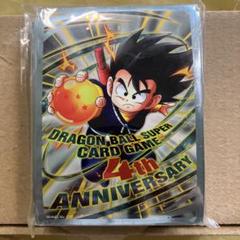 DRAGON BALL SUPER
CARD GAME
4th
ANNIVERSARY